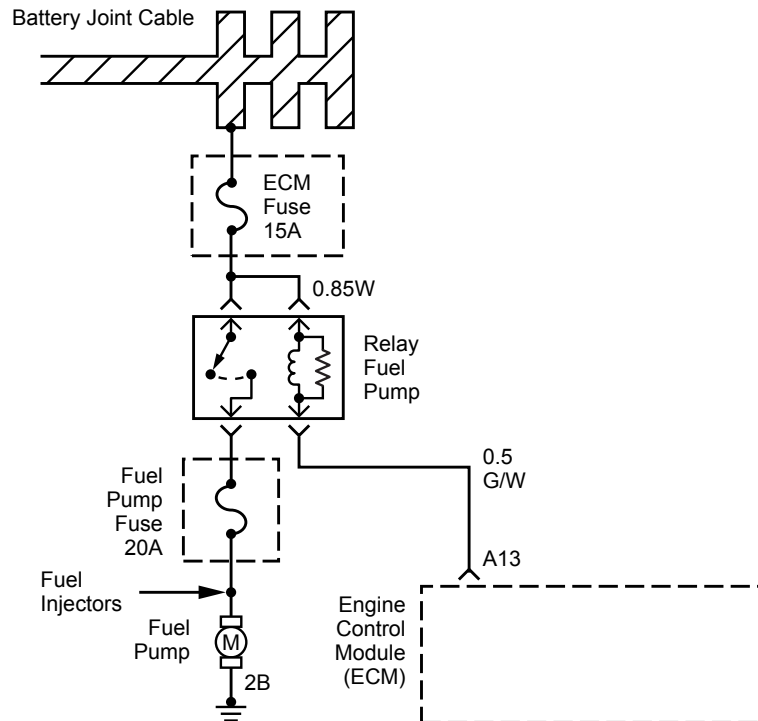 Battery Joint Cable
ECM
Fuse
15A
0.85W
Relay
Fuel
Pump
Fuel
Pump
Fuse
20A
0.5
G/W
A13
Fuel
Injectors
Fuel
Pump
M
2B
Engine
Control
Module
(ECM)